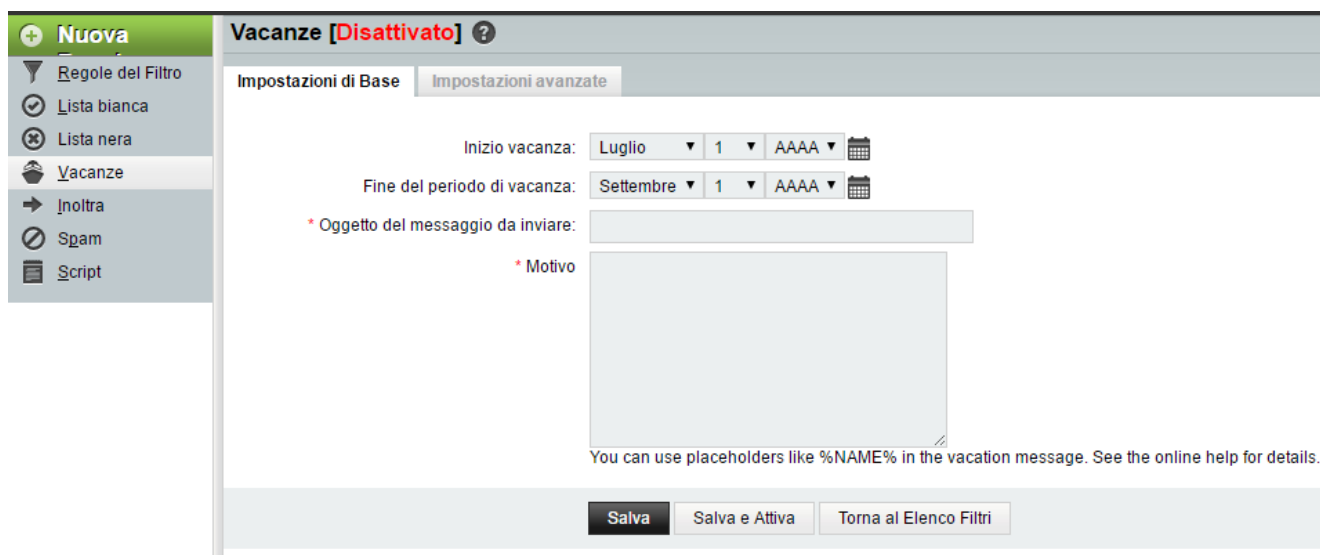 Nuova
Regole del Filtro
Lista bianca
Lista nera
Vacanze
Inoltra
Spam
Script
Vacanze [Disattivato] ?
Impostazioni di Base Impostazioni avanzate
Inizio vacanza: Luglio 1 AAAA
Fine del periodo di vacanza: Settembre 1 AAAA
* Oggetto del messaggio da inviare:
* Motivo
You can use placeholders like %NAME% in the vacation message. See the online help for details.
Salva Salva e Attiva Torna al Elenco Filtri